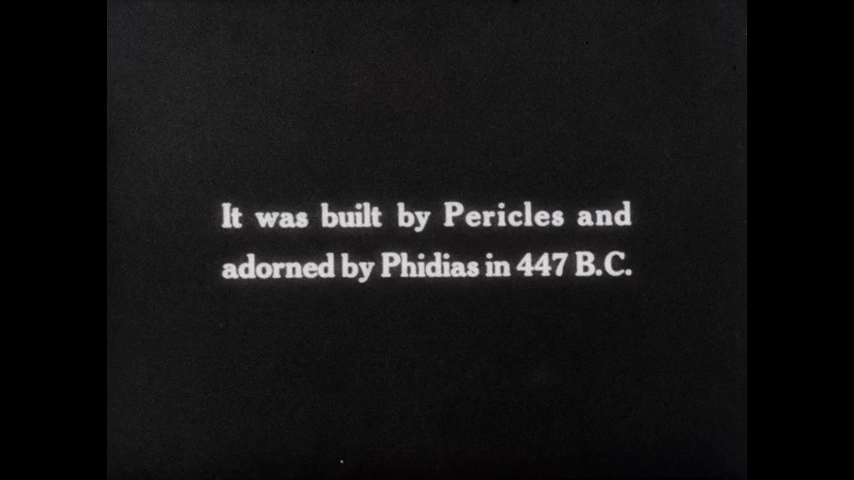 It was built by Pericles and
adorned by Phidias in 447 B.C.